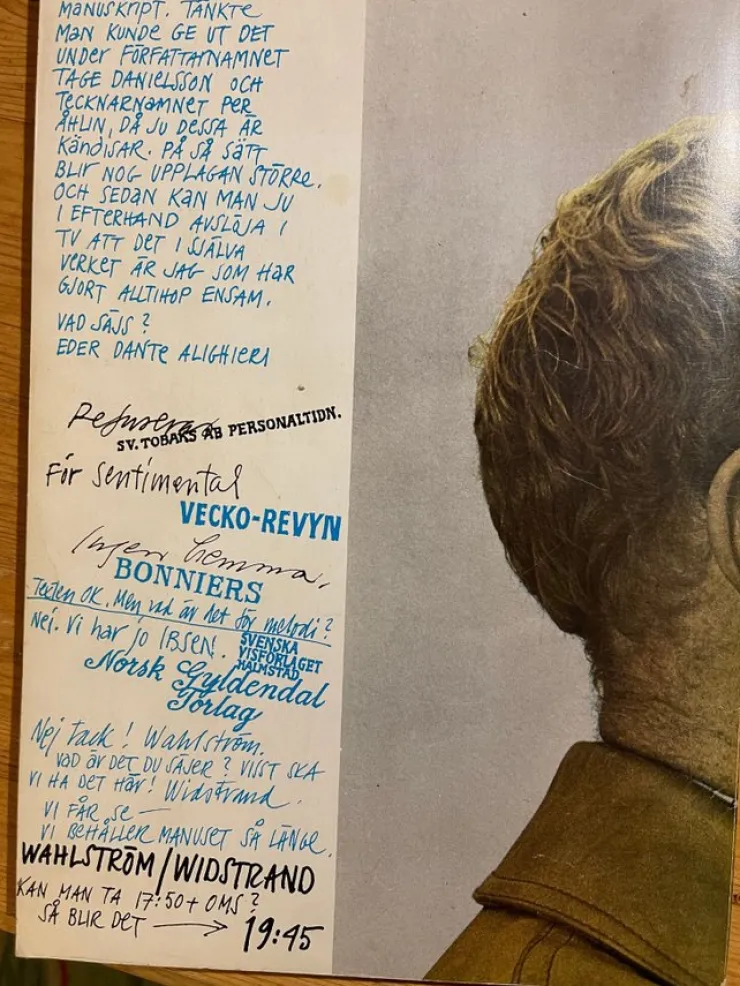 MANUSKRIPT. TÄNKTE
MAN KUNDE GE UT DET
UNDER FÖRFATTARNAMNET
TAGE DANIELSSON OCH
TECKNARNAMNET PER
ÅHLIN, DÅ JU DESSA ÄR
KÄNDISAR. PÅ SÅ SÄTT
BLIR NOG UPPLAGAN STÖRRE.
OCH SEDAN KAN MAN JU
I EFTERHAND AVSLÖJA I
TV ATT DET I SJÄLVA
VERKET ÄR JAG SOM HAR
GJORT ALLTIHOP ENSAM.
VAD SÄJS?
EDER DANTE ALIGHIERI
Refuseras
SV. TOBAKS AB PERSONALTIDN.
För sentimental
VECKO-REVYN
Ingen hemma.
BONNIERS
Texten OK. Men vad är det för melodi?
SVENSKA
VISFÖRLAGET
HALMSTAD
Nei. Vi har jo IBSEN!
Norsk Gyldendal
Forlag
Nej tack! Wahlström.
VAD ÄR DET DU SÄJER? VISST SKA
VI HA DET HÄR! Widstrand.
VI FÅR SE —
VI BEHÅLLER MANUSET SÅ LÄNGE.
WAHLSTRÖM/WIDSTRAND
KAN MAN TA 17:50 + OMS?
SÅ BLIR DET → 19:45